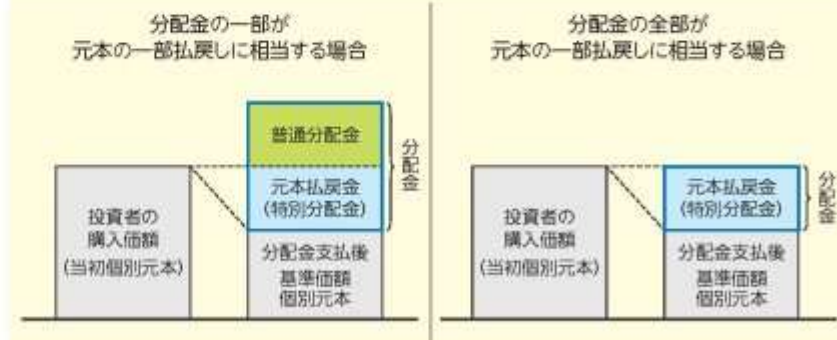 分配金の一部が
元本の一部払戻しに相当する場合
普通分配金
元本払戻金
(特別分配金)
分配金
投資者の
購入価額
(当初個別元本)
分配金支払後
基準価額
個別元本
分配金の全部が
元本の一部払戻しに相当する場合
元本払戻金
(特別分配金)
分配金
投資者の
購入価額
(当初個別元本)
分配金支払後
基準価額
個別元本